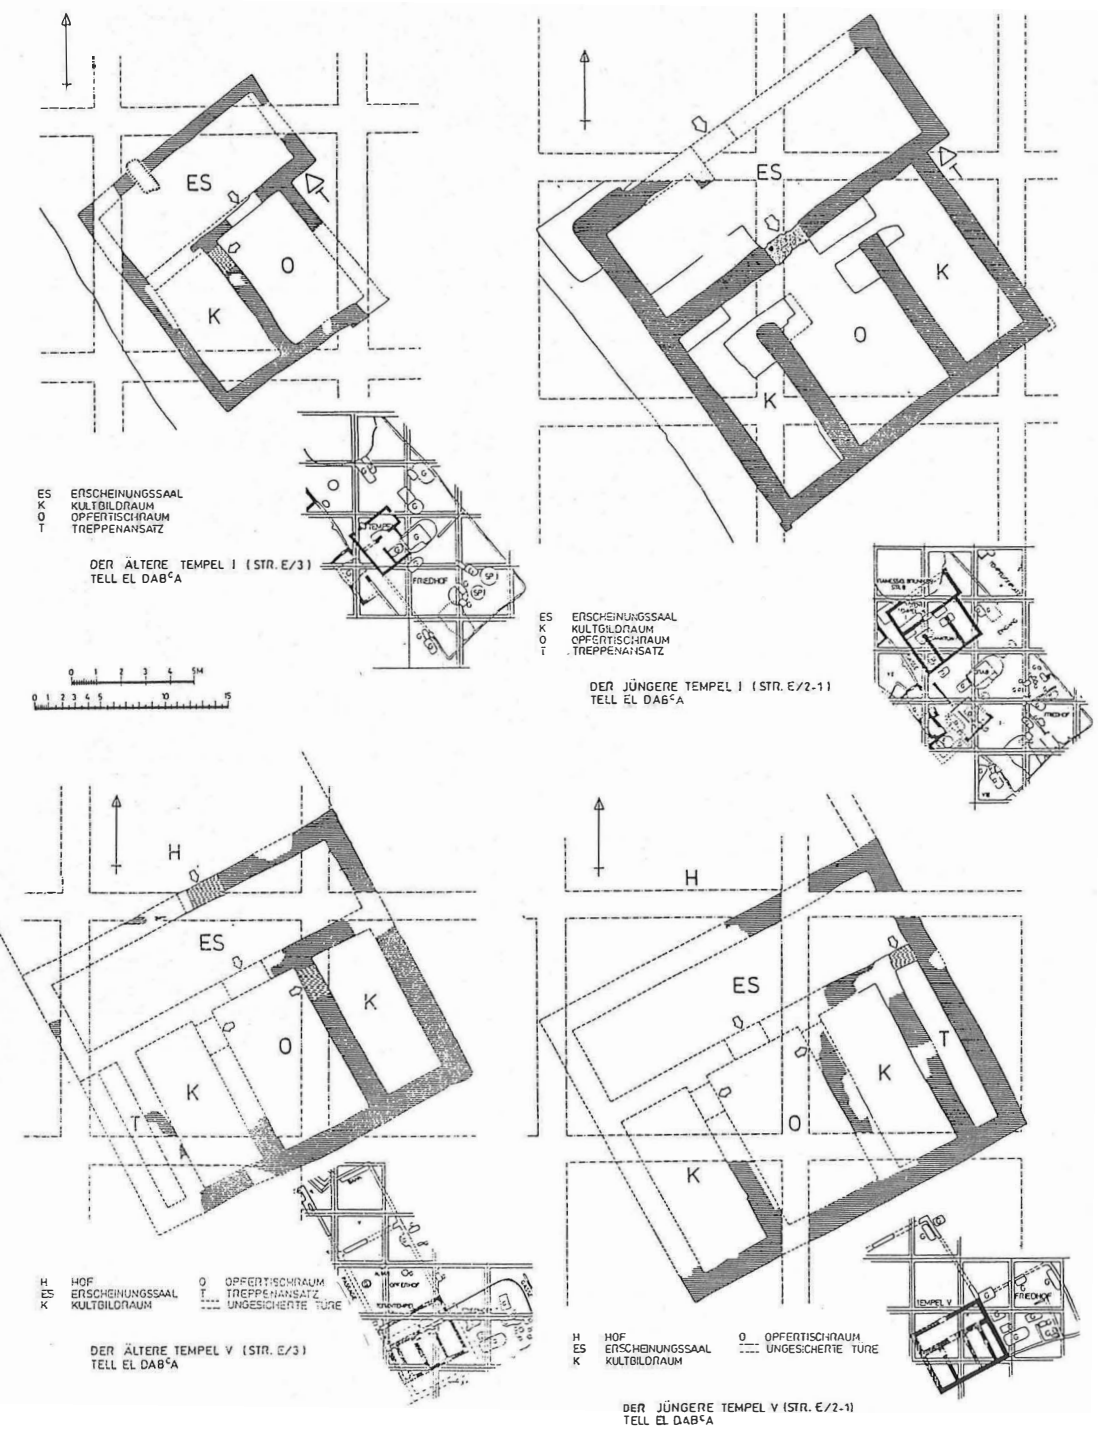 ES
O
K
T
ES ERSCHEINUNGSSAAL
K KULTBILDRAUM
O OPFERTISCHRAUM
T TREPPENANSATZ
DER ÄLTERE TEMPEL I (STR. E/3)
TELL EL DABᶜA
0 1 2 3 4 5M
0 1 2 3 4 5 10 15
FRIEDHOF
SP I
SP I
ES
T
K
O
K
ES ERSCHEINUNGSSAAL
K KULTBILDRAUM
O OPFERTISCHRAUM
T TREPPENANSATZ
DER JÜNGERE TEMPEL I (STR. E/2-1)
TELL EL DABᶜA
FRIEDHOF
H
ES
K
O
K
T
H HOF
ES ERSCHEINUNGSSAAL
K KULTBILDRAUM
O OPFERTISCHRAUM
T TREPPENANSATZ
UNGESICHERTE TÜRE
DER ÄLTERE TEMPEL V (STR. E/3)
TELL EL DABᶜA
OPFERHOF
H
ES
T
K
O
K
H HOF
ES ERSCHEINUNGSSAAL
K KULTBILDRAUM
O OPFERTISCHRAUM
UNGESICHERTE TÜRE
DER JÜNGERE TEMPEL V (STR. E/2-1)
TELL EL DABᶜA
TEMPEL V
FRIEDHOF